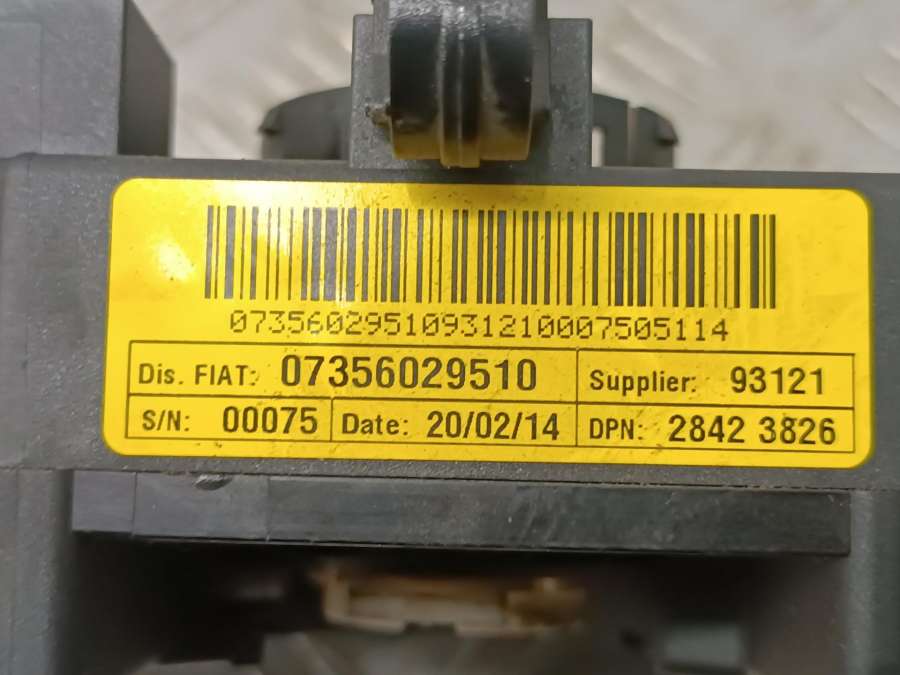 07356029510931210007505114
Dis. FIAT: 07356029510 Supplier: 93121
S/N: 00075 Date: 20/02/14 DPN: 2842 3826